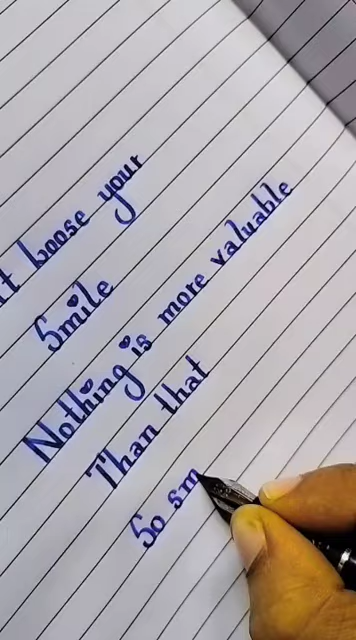 t loose your
Smile
Nothing is more valuable
Than that
So sm